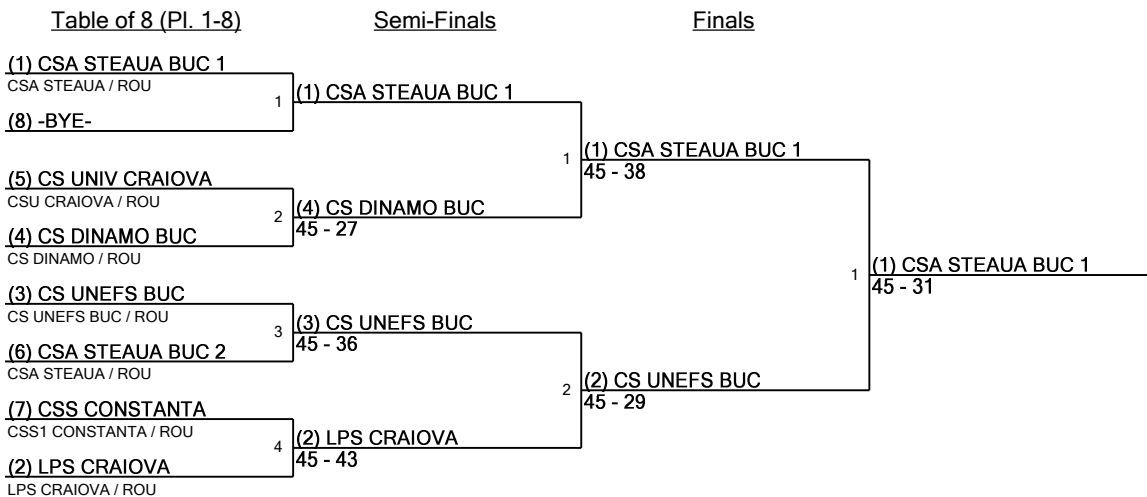 Table of 8 (Pl. 1-8)
Semi-Finals
Finals
(1) CSA STEAUA BUC 1
CSA STEAUA / ROU
1
(8) -BYE-
(5) CS UNIV CRAIOVA
CSU CRAIOVA / ROU
2
(4) CS DINAMO BUC
CS DINAMO / ROU
(3) CS UNEFS BUC
CS UNEFS BUC / ROU
3
(6) CSA STEAUA BUC 2
CSA STEAUA / ROU
(7) CSS CONSTANTA
CSS1 CONSTANTA / ROU
4
(2) LPS CRAIOVA
LPS CRAIOVA / ROU
(1) CSA STEAUA BUC 1
1
(4) CS DINAMO BUC
45 - 27
(3) CS UNEFS BUC
45 - 36
2
(2) LPS CRAIOVA
45 - 43
(1) CSA STEAUA BUC 1
45 - 38
1
(2) CS UNEFS BUC
45 - 29
(1) CSA STEAUA BUC 1
45 - 31